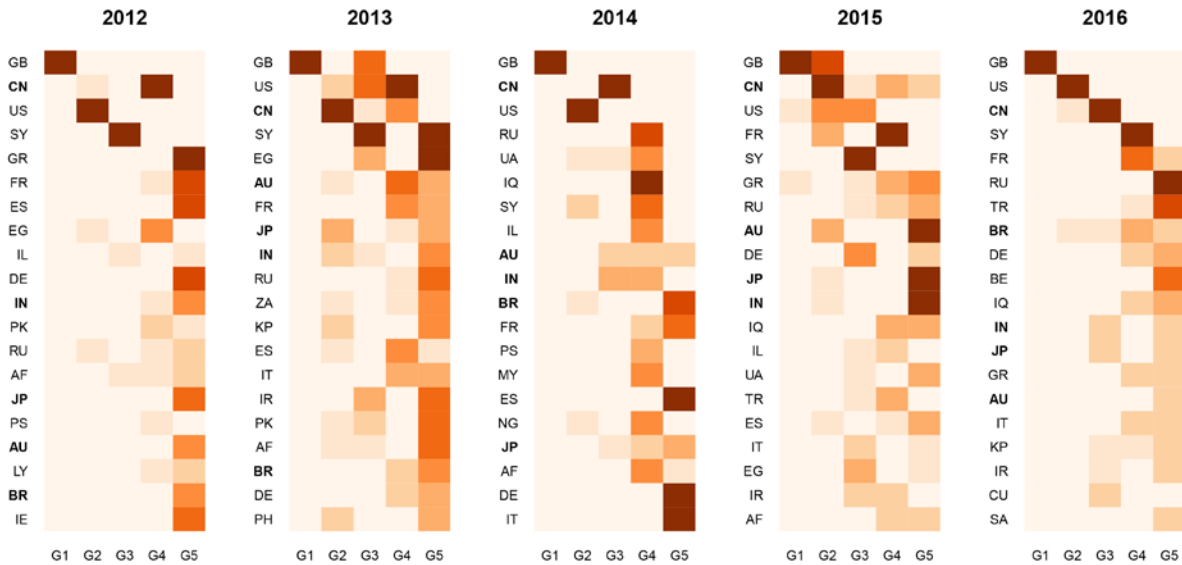 2012 2013 2014 2015 2016
GB GB GB GB GB
CN US CN CN US
US CN US US CN
SY SY RU FR SY
GR EG UA SY FR
FR AU IQ GR RU
ES FR SY RU TR
EG JP IL AU BR
IL IN AU DE DE
DE RU IN JP BE
IN ZA BR IN IQ
PK KP FR IQ IN
RU ES PS IL JP
AF IT MY UA GR
JP IR ES TR AU
PS PK NG ES IT
AU AF JP IT KP
LY BR AF EG IR
BR DE DE IR CU
IE PH IT AF SA
G1 G2 G3 G4 G5 G1 G2 G3 G4 G5 G1 G2 G3 G4 G5 G1 G2 G3 G4 G5 G1 G2 G3 G4 G5